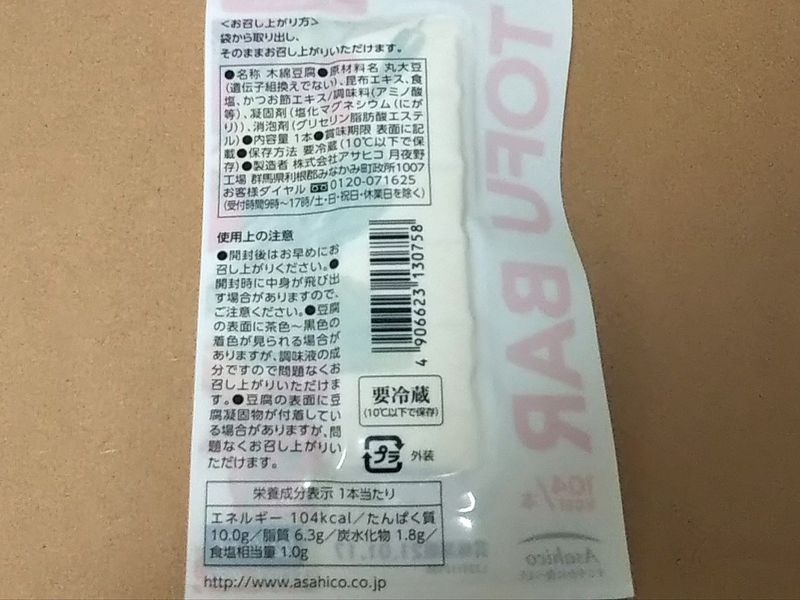 <お召し上がり方>
袋から取り出し、
そのままお召し上がりいただけます。
●名称 木綿豆腐●原材料名 丸大豆
(遺伝子組換えでない)、昆布エキス、食
塩、かつお節エキス/調味料(アミノ酸
等)、凝固剤(塩化マグネシウム(にが
り))、消泡剤(グリセリン脂肪酸エステ
ル)●内容量 1本●賞味期限 表面に記
載●保存方法 要冷蔵(10℃以下で保
存)●製造者 株式会社アサヒコ 月夜野
工場 群馬県利根郡みなかみ町政所1007
お客様ダイヤル 0120-071625
(受付時間9時〜17時/土・日・祝日・休業日を除く)
使用上の注意
●開封後はお早めにお
召し上がりください。●
開封時に中身が飛び出
す場合がありますので、
ご注意ください。●豆腐
の表面に茶色〜黒色の
着色が見られる場合が
ありますが、調味液の成
分ですので問題なくお
召し上がりいただけま
す。●豆腐の表面に豆
腐凝固物が付着してい
る場合がありますが、問
題なくお召し上がりい
ただけます。
4 906623 130758
要冷蔵
(10℃以下で保存)
プラ 外装
栄養成分表示 1本当たり
エネルギー 104kcal/たんぱく質
10.0g/脂質 6.3g/炭水化物 1.8g/
食塩相当量 1.0g
http://www.asahico.co.jp
TOFU BAR
104kcal/本
Asahico